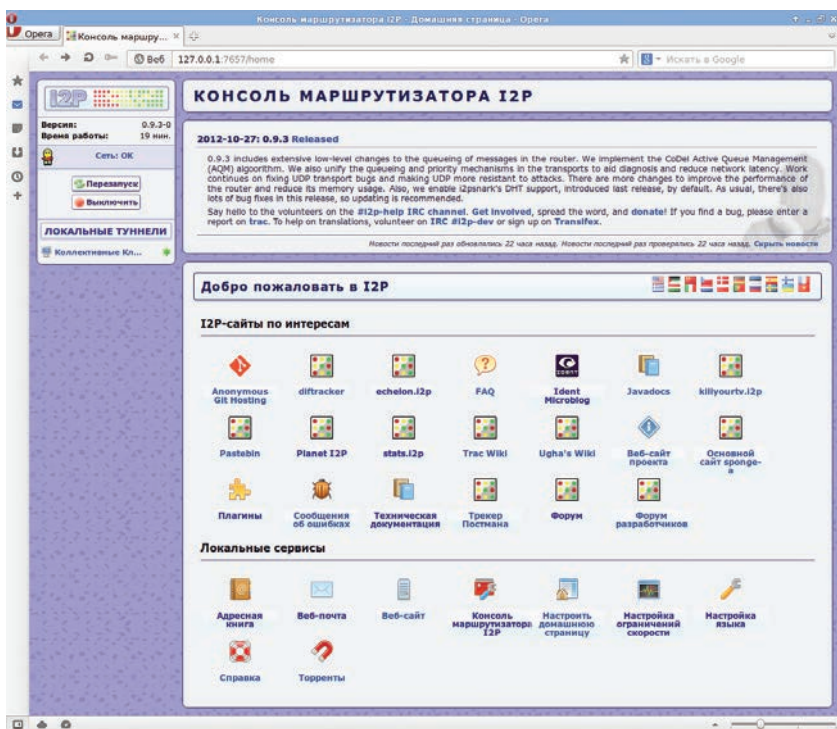 Консоль маршрутизатора I2P - Домашняя страница - Opera
Opera
Консоль маршру...
Веб
127.0.0.1:7657/home
Искать в Google
I2P
КОНСОЛЬ МАРШРУТИЗАТОРА I2P
Версия: 0.9.3-0
Время работы: 19 мин.
Сеть: OK
Перезапуск
Выключить
ЛОКАЛЬНЫЕ ТУННЕЛИ
Коллективные Кл...
2012-10-27: 0.9.3 Released
0.9.3 includes extensive low-level changes to the queueing of messages in the router. We implement the CoDel Active Queue Management
(AQM) algorithm. We also unify the queueing and priority mechanisms in the transports to aid diagnosis and reduce network latency. Work
continues on fixing UDP transport bugs and making UDP more resistant to attacks. There are more changes to improve the performance of
the router and reduce its memory usage. Also, we enable i2psnark's DHT support, introduced last release, by default. As usual, there's also
lots of bug fixes in this release, so updating is recommended.
Say hello to the volunteers on the #i2p-help IRC channel. Get involved, spread the word, and donate! If you find a bug, please enter a
report on trac. To help on translations, volunteer on IRC #i2p-dev or sign up on Transifex.
Новости последний раз обновлялись 22 часа назад. Новости последний раз проверялись 22 часа назад. Скрыть новости
Добро пожаловать в I2P
I2P-сайты по интересам
Anonymous
Git Hosting
diftracker
echelon.i2p
FAQ
Ident
Microblog
Javadocs
killyourtv.i2p
Pastebin
Planet I2P
stats.i2p
Trac Wiki
Ugha's Wiki
Веб-сайт
проекта
Основной
сайт sponge-
а
Плагины
Сообщения
об ошибках
Техническая
документация
Трекер
Постмана
Форум
Форум
разработчиков
Локальные сервисы
Адресная
книга
Веб-почта
Веб-сайт
Консоль
маршрутизатора
I2P
Настроить
домашнюю
страницу
Настройка
ограничений
скорости
Настройка
языка
Справка
Торренты